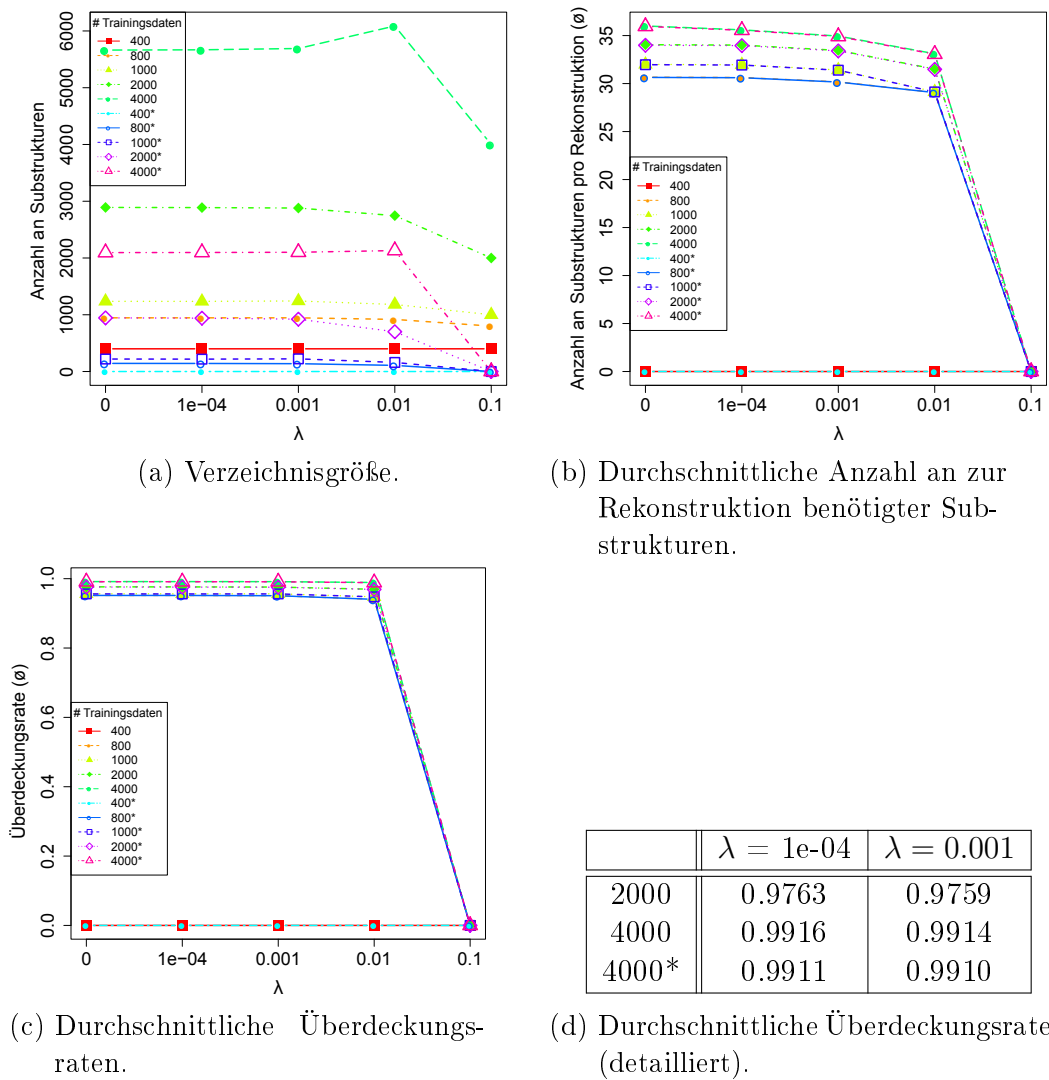 # Trainingsdaten
400
800
1000
2000
4000
400*
800*
1000*
2000*
4000*
Anzahl an Substrukturen
6000
5000
4000
3000
2000
1000
0
0 1e-04 0.001 0.01 0.1
λ
(a) Verzeichnisgröße.
# Trainingsdaten
400
800
1000
2000
4000
400*
800*
1000*
2000*
4000*
Anzahl an Substrukturen pro Rekonstruktion (ø)
35
30
25
20
15
10
5
0
0 1e-04 0.001 0.01 0.1
λ
(b) Durchschnittliche Anzahl an zur
Rekonstruktion benötigter Sub-
strukturen.
# Trainingsdaten
400
800
1000
2000
4000
400*
800*
1000*
2000*
4000*
Überdeckungsrate (ø)
1.0
0.8
0.6
0.4
0.2
0.0
0 1e-04 0.001 0.01 0.1
λ
(c) Durchschnittliche Überdeckungs-
raten.
λ = 1e-04 λ = 0.001
2000 0.9763 0.9759
4000 0.9916 0.9914
4000* 0.9911 0.9910
(d) Durchschnittliche Überdeckungsrate
(detailliert).